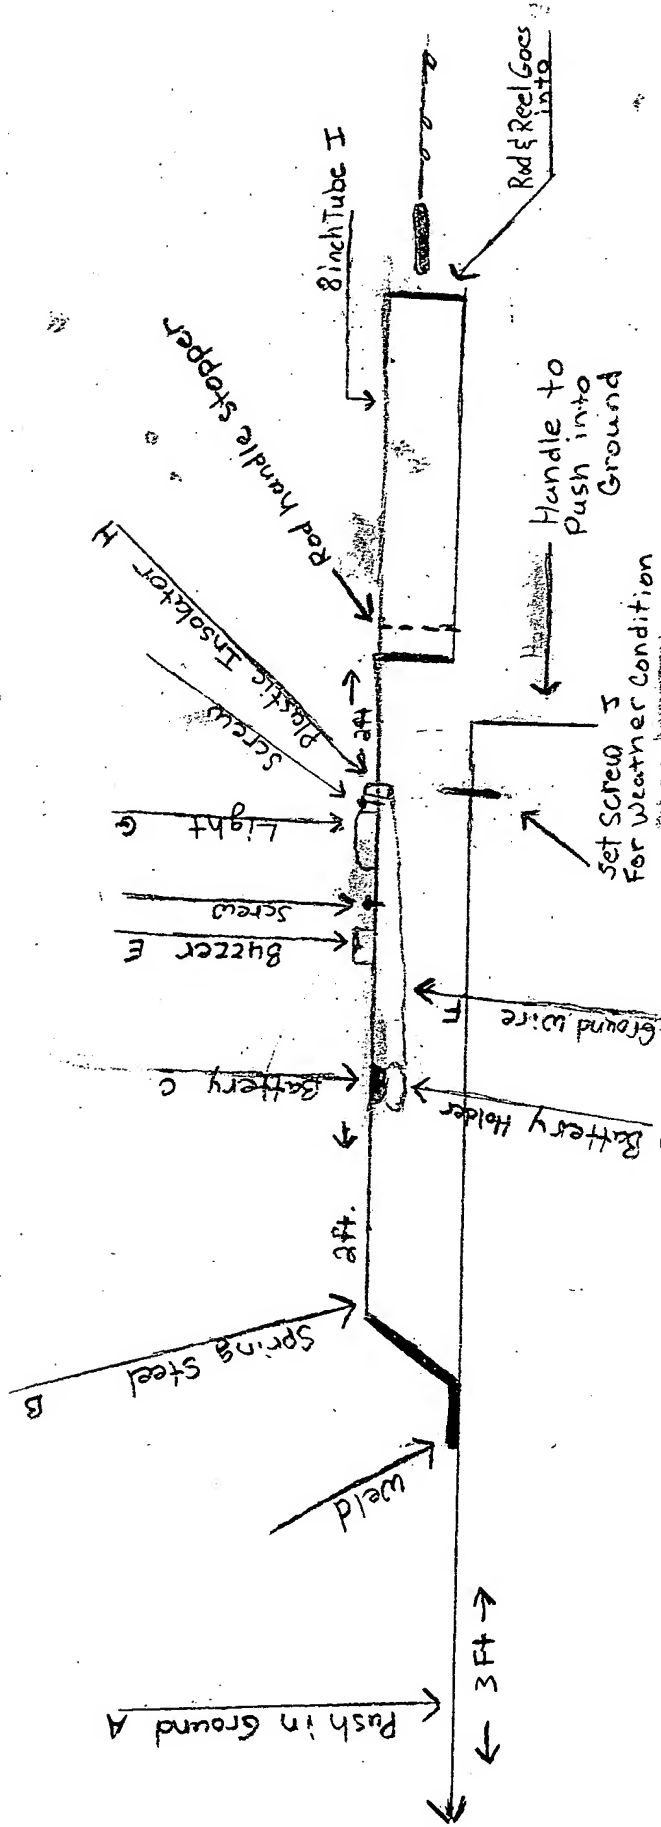 Rod & Reel Goes
into
8inch Tube I
Rod handle stopper
Plastic Insolator H
Screw
Light G
Screw
Buzzer E
Battery C
2ft
2ft.
Spring Steel B
Weld
Push in Ground A
3 Ft
Handle to
Push into
Ground
Set Screw J
For Weather Condition
Ground wire
F
Battery Holder